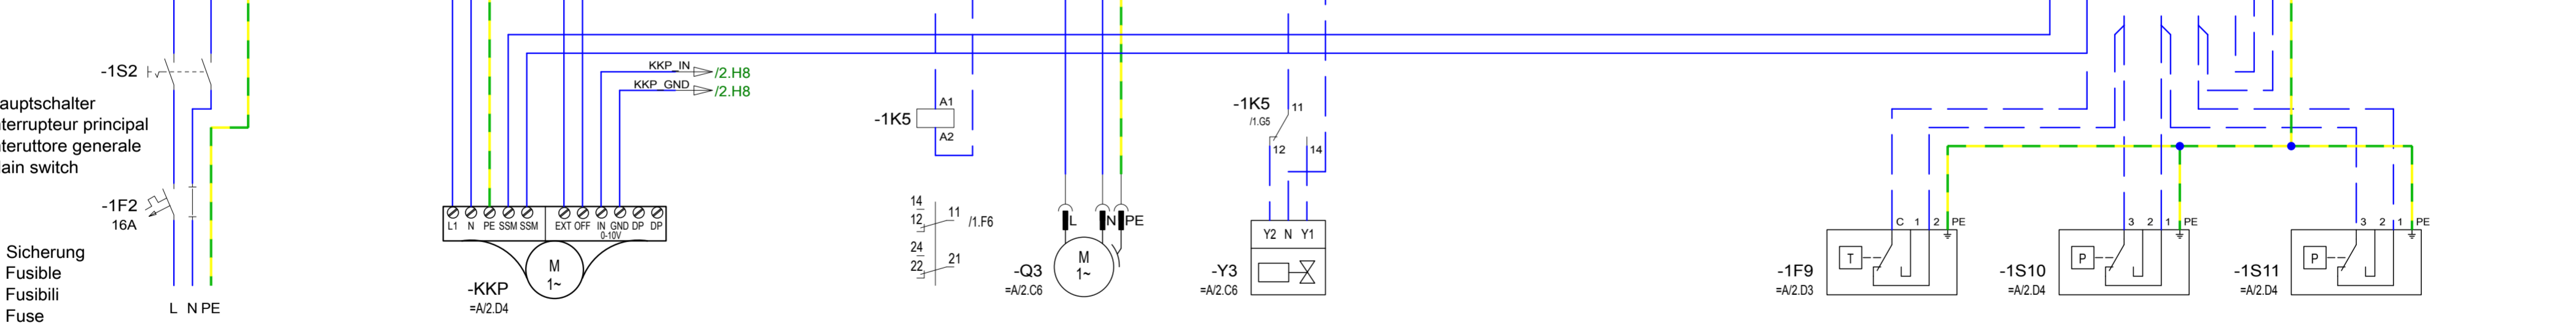 -1S2
auptschalter
nterrupteur principal
nteruttore generale
ain switch
-1F2
16A
Sicherung
Fusible
Fusibili
Fuse
L N PE
KKP_IN /2.H8
KKP_GND /2.H8
L1 N PE SSM SSM EXT OFF IN GND DP DP
0-10V
M
1~
-KKP
=A/2.D4
-1K5
A1
A2
14
12 11 /1.F6
24
22 21
L N PE
M
1~
-Q3
=A/2.C6
-1K5
/1.G5
11
12 14
Y2 N Y1
-Y3
=A/2.C6
C 1 2 PE
T
-1F9
=A/2.D3
3 2 1 PE
P
-1S10
=A/2.D4
3 2 1 PE
P
-1S11
=A/2.D4